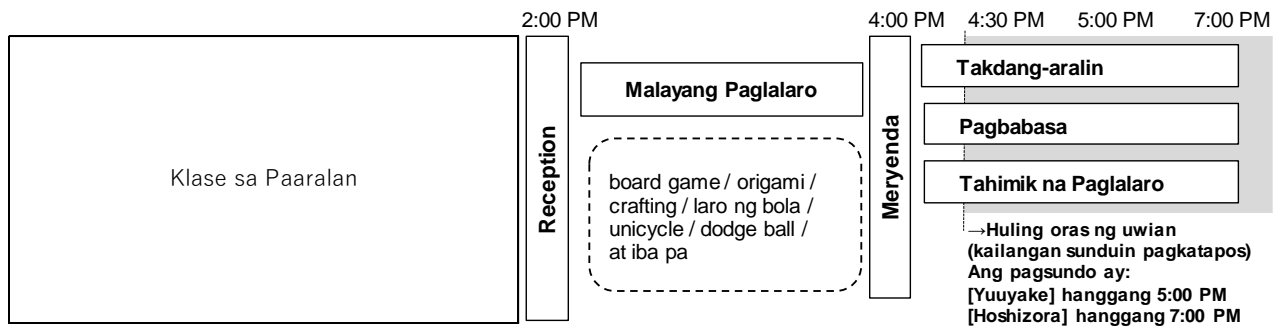 2:00 PM
4:00 PM
4:30 PM
5:00 PM
7:00 PM
Klase sa Paaralan
Reception
Malayang Paglalaro
board game / origami /
crafting / laro ng bola /
unicycle / dodge ball /
at iba pa
Meryenda
Takdang-aralin
Pagbabasa
Tahimik na Paglalaro
→Huling oras ng uwian
(kailangan sunduin pagkatapos)
Ang pagsundo ay:
[Yuuyake] hanggang 5:00 PM
[Hoshizora] hanggang 7:00 PM